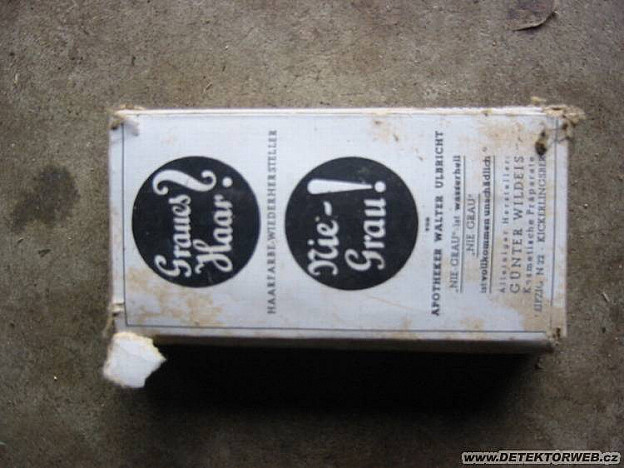 Graues
Haar?
HAARFARBE-WIEDERHERSTELLER
Nie-
Grau!
VON
APOTHEKER WALTER ULBRICHT
„NIE GRAU" ist wasserhell
„NIE GRAU"
ist vollkommen unschädlich
Alleiniger Hersteller:
GÜNTER WILDEIS
Kosmetische Präparate
LEIPZIG N 22 - KICKERLINGSBERG
www.DETEKTORWEB.cz